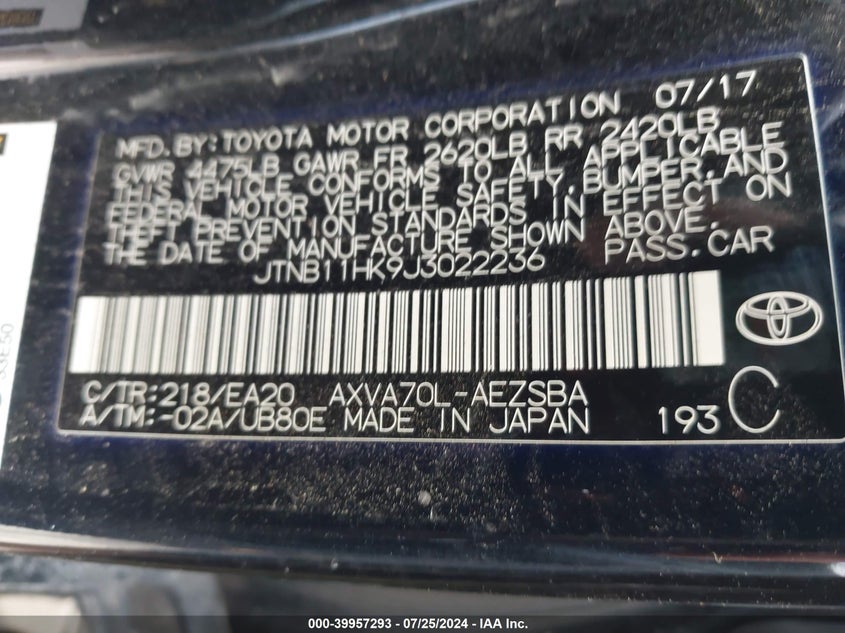 07/17
MFD. BY: TOYOTA MOTOR CORPORATION
GVWR 4475LB GAWR FR 2620LB RR 2420LB
THIS VEHICLE CONFORMS TO ALL APPLICABLE
FEDERAL MOTOR VEHICLE SAFETY, BUMPER, AND
THEFT PREVENTION STANDARDS IN EFFECT ON
THE DATE OF MANUFACTURE SHOWN ABOVE.
JTNB11HK9J3022236 PASS. CAR
C/TR: 218/EA20 AXVA70L-AEZSBA
A/TM: -02A/UB80E MADE IN JAPAN 193 C
000-39957293 - 07/25/2024 - IAA Inc.